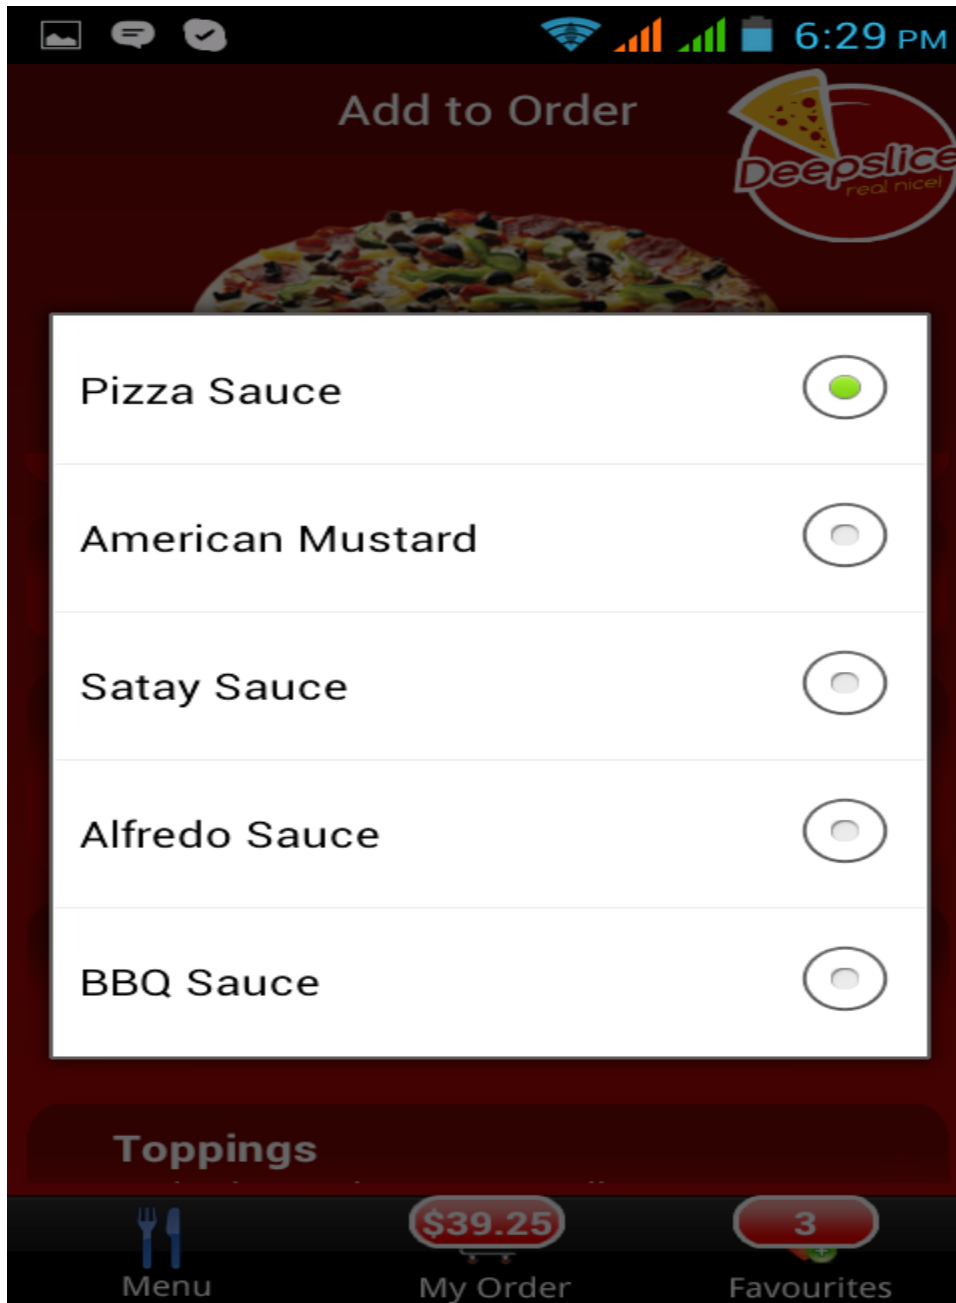 6:29 PM
Add to Order
Deepslice
real nice!
Pizza Sauce
American Mustard
Satay Sauce
Alfredo Sauce
BBQ Sauce
Toppings
$39.25
3
Menu
My Order
Favourites